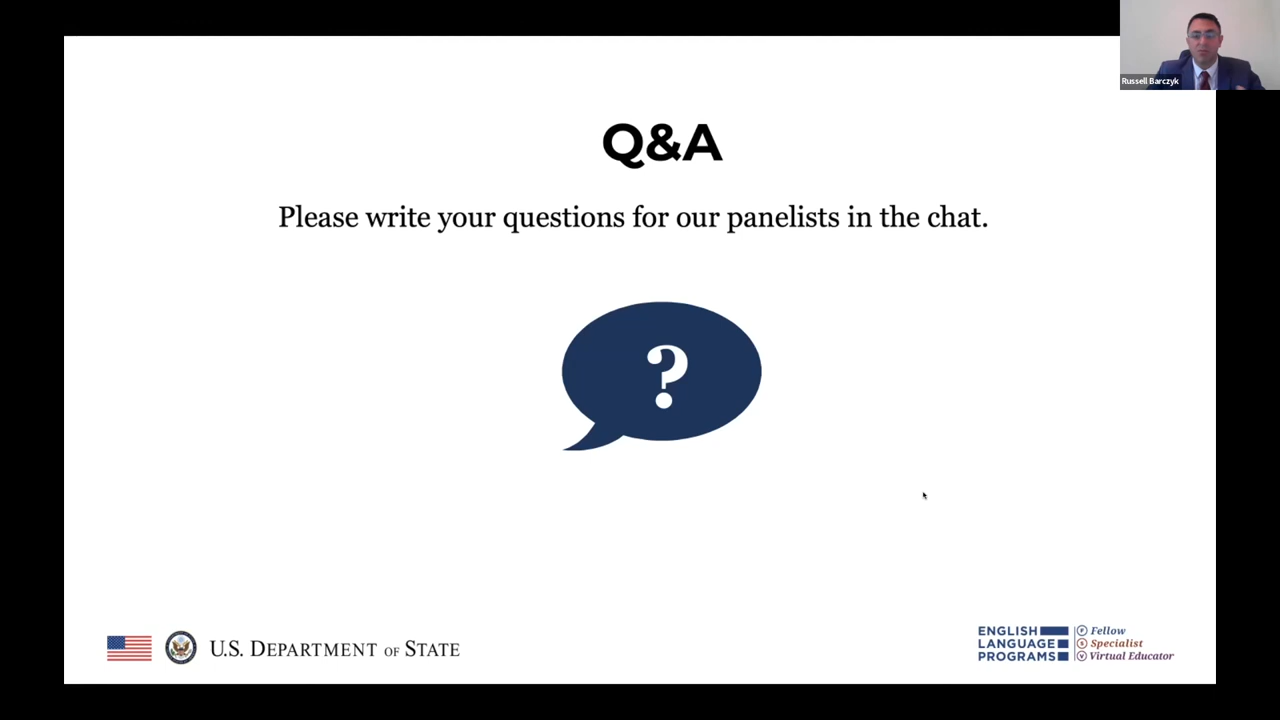 Russell Barczyk
Q&A
Please write your questions for our panelists in the chat.
?
U.S. DEPARTMENT OF STATE
ENGLISH
LANGUAGE
PROGRAMS
F Fellow
S Specialist
V Virtual Educator